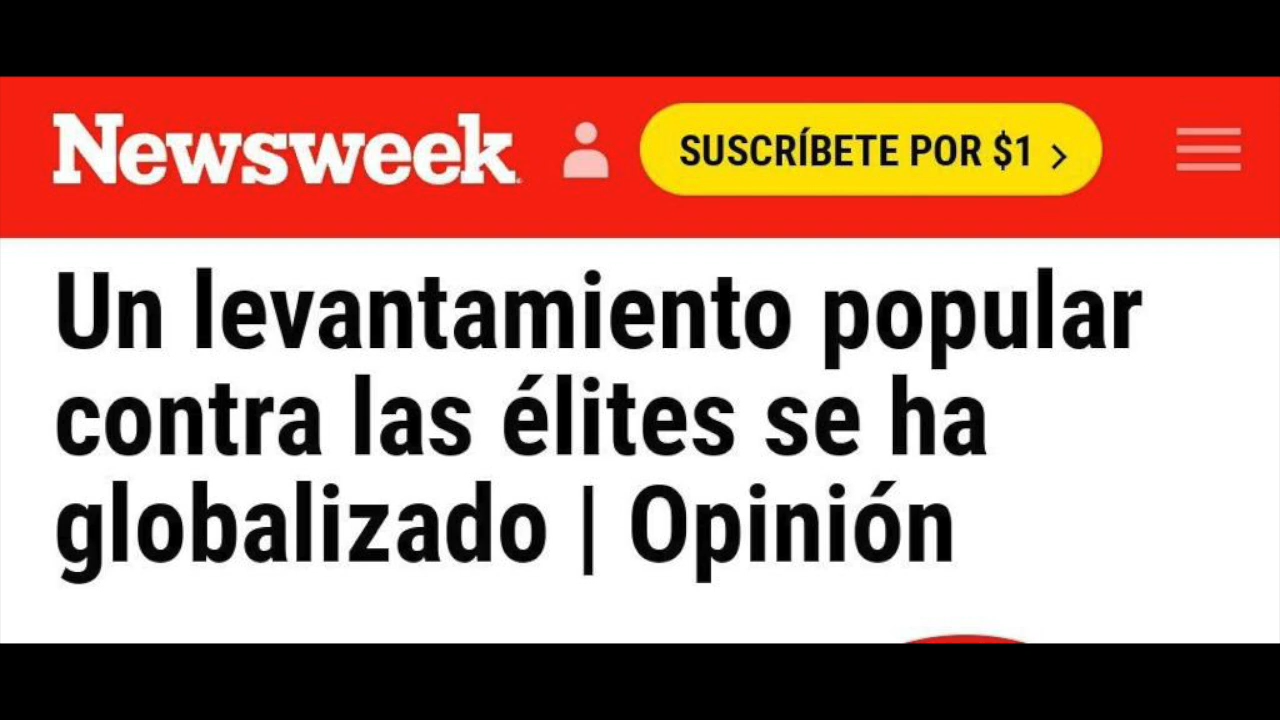 Newsweek
SUSCRÍBETE POR $1 >
Un levantamiento popular
contra las élites se ha
globalizado | Opinión